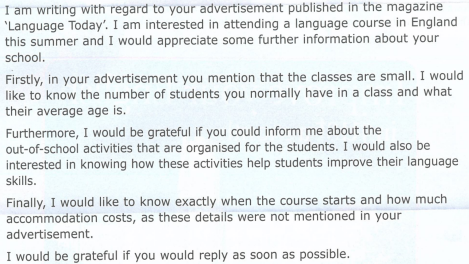 I am writing with regard to your advertisement published in the magazine
‘Language Today’. I am interested in attending a language course in England
this summer and I would appreciate some further information about your
school.
Firstly, in your advertisement you mention that the classes are small. I would
like to know the number of students you normally have in a class and what
their average age is.
Furthermore, I would be grateful if you could inform me about the
out-of-school activities that are organised for the students. I would also be
interested in knowing how these activities help students improve their language
skills.
Finally, I would like to know exactly when the course starts and how much
accommodation costs, as these details were not mentioned in your
advertisement.
I would be grateful if you would reply as soon as possible.